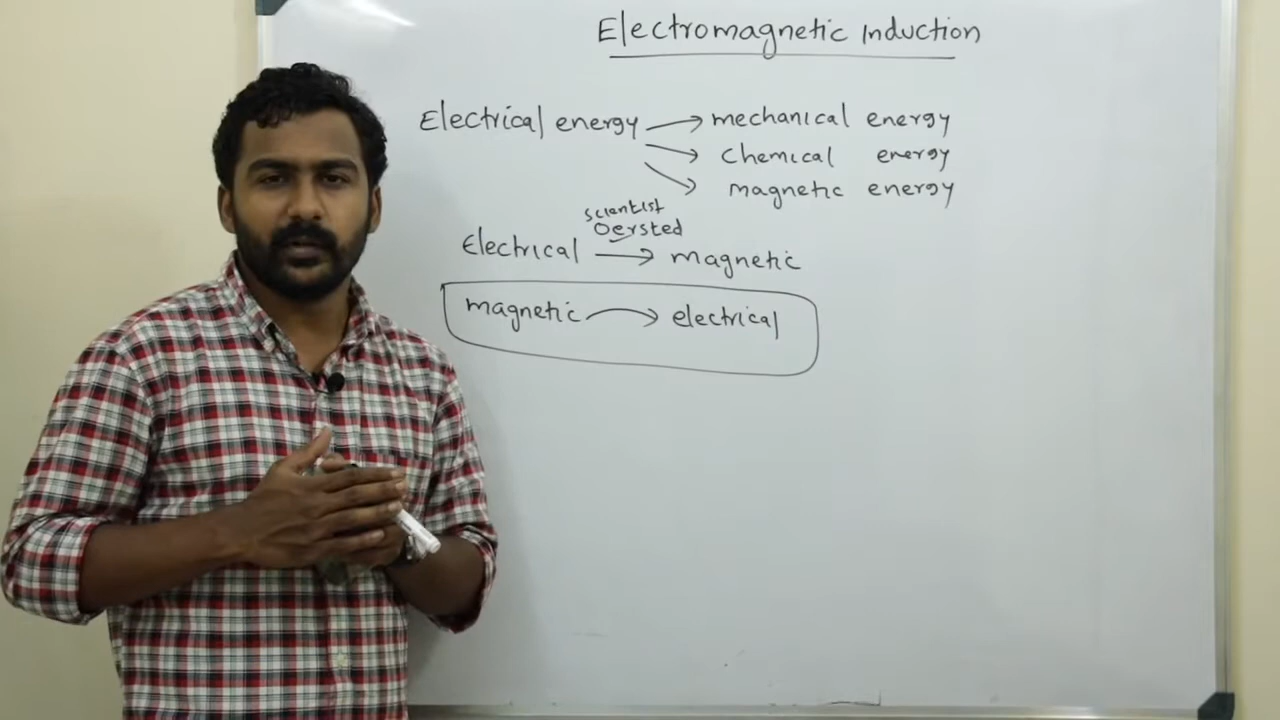 Electromagnetic Induction
Electrical energy → mechanical energy
→ Chemical energy
→ magnetic energy
scientist
Oersted
Electrical → magnetic
magnetic → electrical